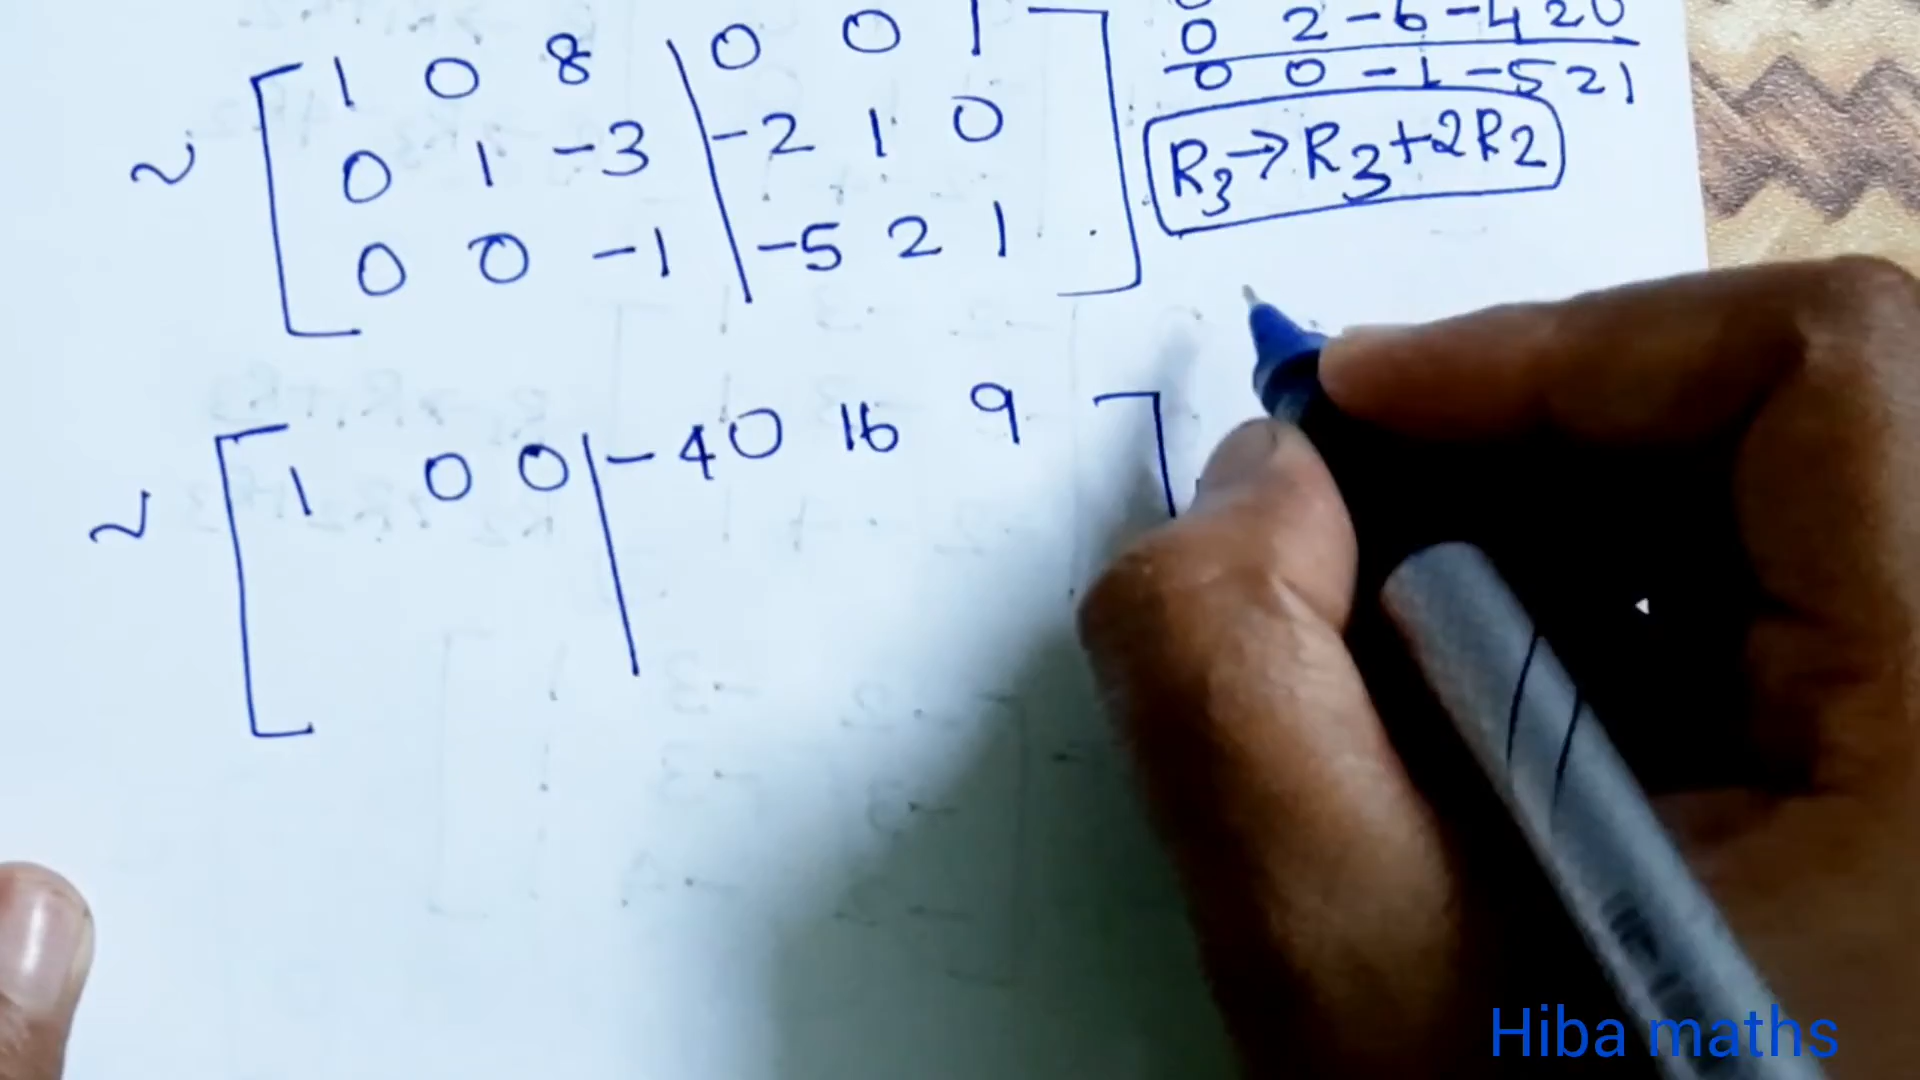 0 2 -6 -4 2 0
0 0 -1 -5 2 1
1 0 8 | 0 0 1
~ 0 1 -3 | -2 1 0
0 0 -1 | -5 2 1
R3→R3+2R2
~ 1 0 0 | -40 16 9
Hiba maths